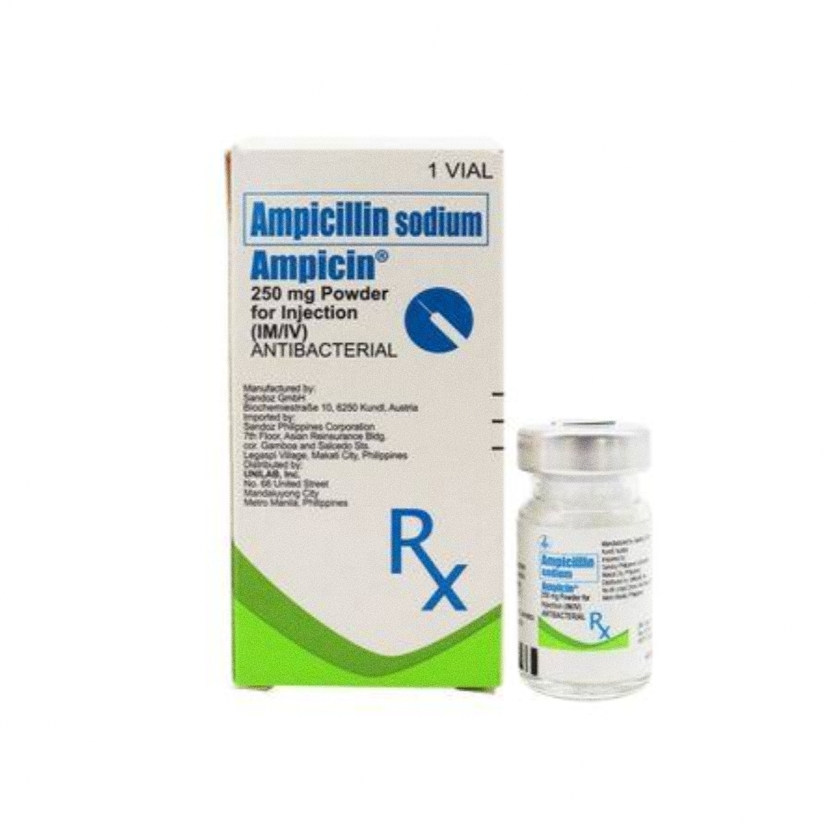 1 VIAL
Ampicillin sodium
Ampicin®
250 mg Powder
for Injection
(IM/IV)
ANTIBACTERIAL
Manufactured by:
Sandoz GmbH
Biochemiestraße 10, 6250 Kundl, Austria
Imported by:
Sandoz Philippines Corporation
7th Floor, Asian Reinsurance Bldg.
cor. Gamboa and Salcedo Sts.
Legaspi Village, Makati City, Philippines
Distributed by:
UNILAB, Inc.
No. 66 United Street
Mandaluyong City
Metro Manila, Philippines
Rx
Ampicillin
sodium
Ampicin®
250 mg Powder for
Injection (IM/IV)
ANTIBACTERIAL
Rx